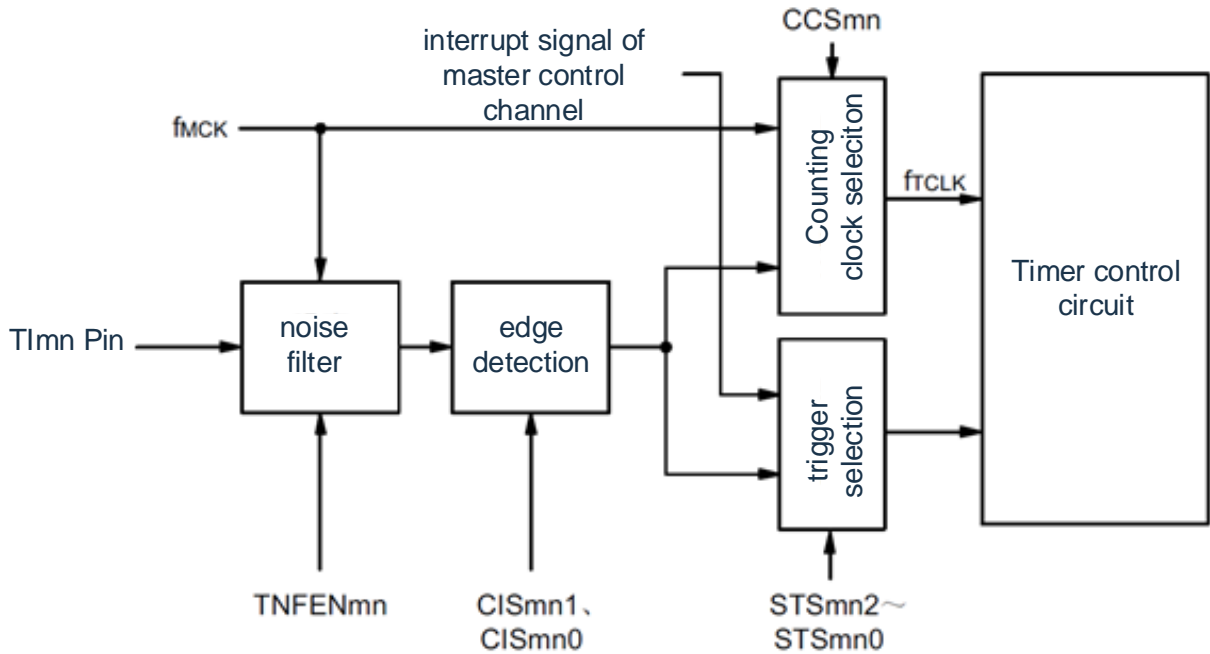 CCSmn
interrupt signal of
master control
channel
fMCK
Counting
clock seleciton
fTCLK
Timer control
circuit
TImn Pin
noise
filter
edge
detection
trigger
selection
TNFENmn
CISmn1、
CISmn0
STSmn2～
STSmn0